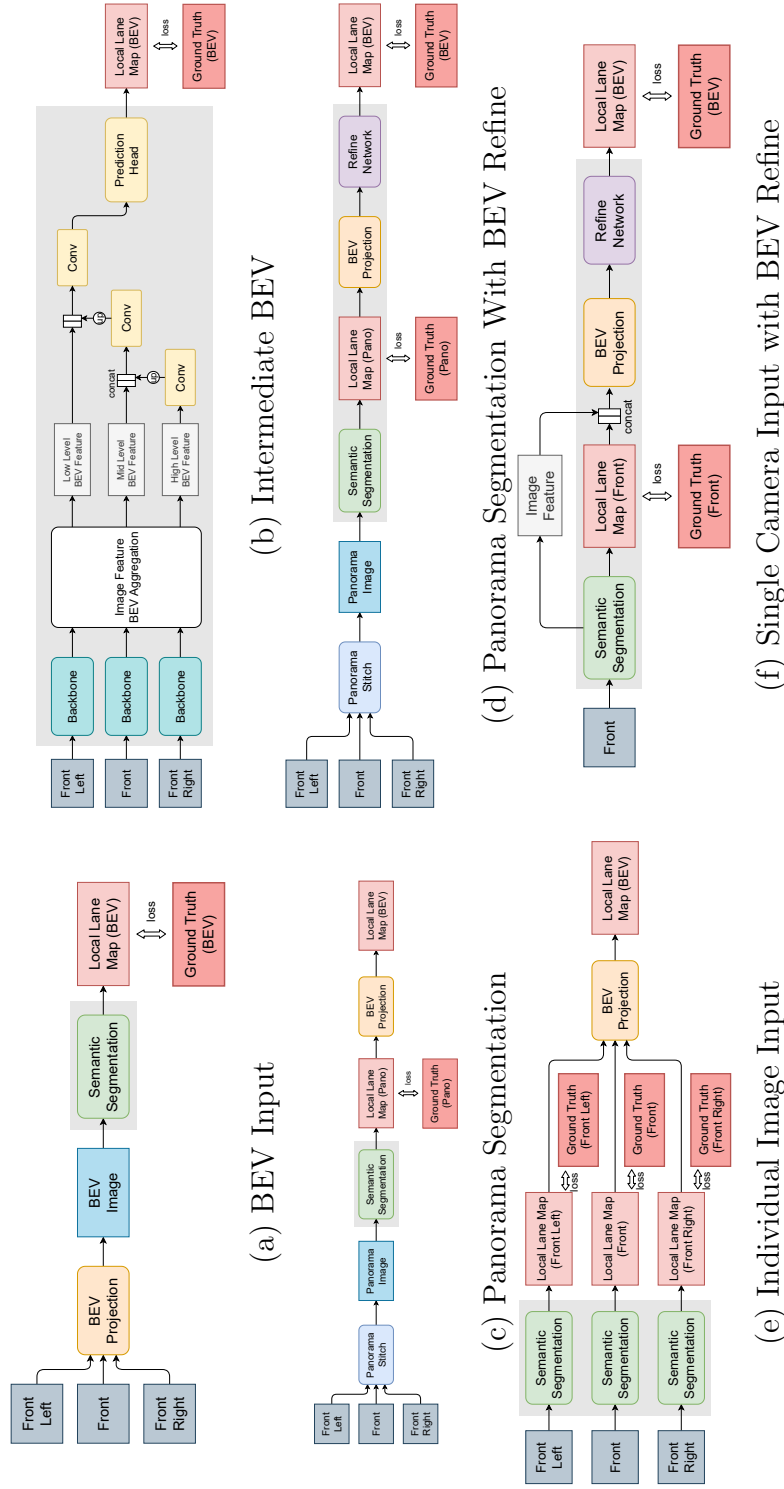 Front
Left
Front
Front
Right
BEV
Projection
BEV
Image
Semantic
Segmentation
Local Lane
Map (BEV)
loss
Ground Truth
(BEV)
(a) BEV Input
Front
Left
Front
Front
Right
Backbone
Backbone
Backbone
Image Feature
BEV Aggregation
Low Level
BEV Feature
Mid Level
BEV Feature
High Level
BEV Feature
concat
up
up
Conv
Conv
Conv
Prediction
Head
Local Lane
Map (BEV)
loss
Ground Truth
(BEV)
(b) Intermediate BEV
Front
Left
Front
Front
Right
Panorama
Stitch
Panorama
Image
Semantic
Segmentation
Local Lane
Map (Pano)
loss
Ground Truth
(Pano)
BEV
Projection
Local Lane
Map (BEV)
(c) Panorama Segmentation
Front
Left
Front
Front
Right
Panorama
Stitch
Panorama
Image
Semantic
Segmentation
Local Lane
Map (Pano)
loss
Ground Truth
(Pano)
BEV
Projection
Refine
Network
Local Lane
Map (BEV)
loss
Ground Truth
(BEV)
(d) Panorama Segmentation With BEV Refine
Front
Left
Front
Front
Right
Semantic
Segmentation
Semantic
Segmentation
Semantic
Segmentation
Local Lane Map
(Front Left)
loss
Ground Truth
(Front Left)
Local Lane Map
(Front)
loss
Ground Truth
(Front)
Local Lane Map
(Front Right)
loss
Ground Truth
(Front Right)
BEV
Projection
Local Lane
Map (BEV)
(e) Individual Image Input
Front
Semantic
Segmentation
Image
Feature
Local Lane
Map (Front)
loss
Ground Truth
(Front)
concat
BEV
Projection
Refine
Network
Local Lane
Map (BEV)
loss
Ground Truth
(BEV)
(f) Single Camera Input with BEV Refine